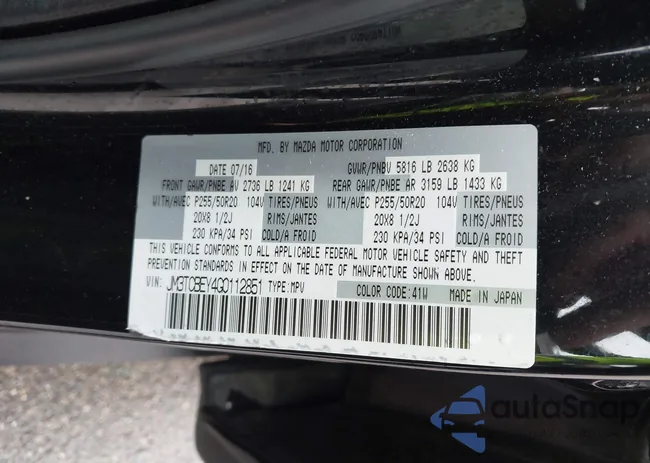 MFD. BY MAZDA MOTOR CORPORATION
DATE 07/16 GVWR/PNBV 5816 LB 2638 KG
FRONT GAWR/PNBE AV 2736 LB 1241 KG REAR GAWR/PNBE AR 3159 LB 1433 KG
WITH/AVEC P255/50R20 104V TIRES/PNEUS WITH/AVEC P255/50R20 104V TIRES/PNEUS
20X8 1/2J RIMS/JANTES 20X8 1/2J RIMS/JANTES
230 KPA/34 PSI COLD/A FROID 230 KPA/34 PSI COLD/A FROID
THIS VEHICLE CONFORMS TO ALL APPLICABLE FEDERAL MOTOR VEHICLE SAFETY AND THEFT
PREVENTION STANDARDS IN EFFECT ON THE DATE OF MANUFACTURE SHOWN ABOVE.
VIN: JM3TCBEY4G0112851 TYPE:MPV COLOR CODE:41W MADE IN JAPAN
autoSnap